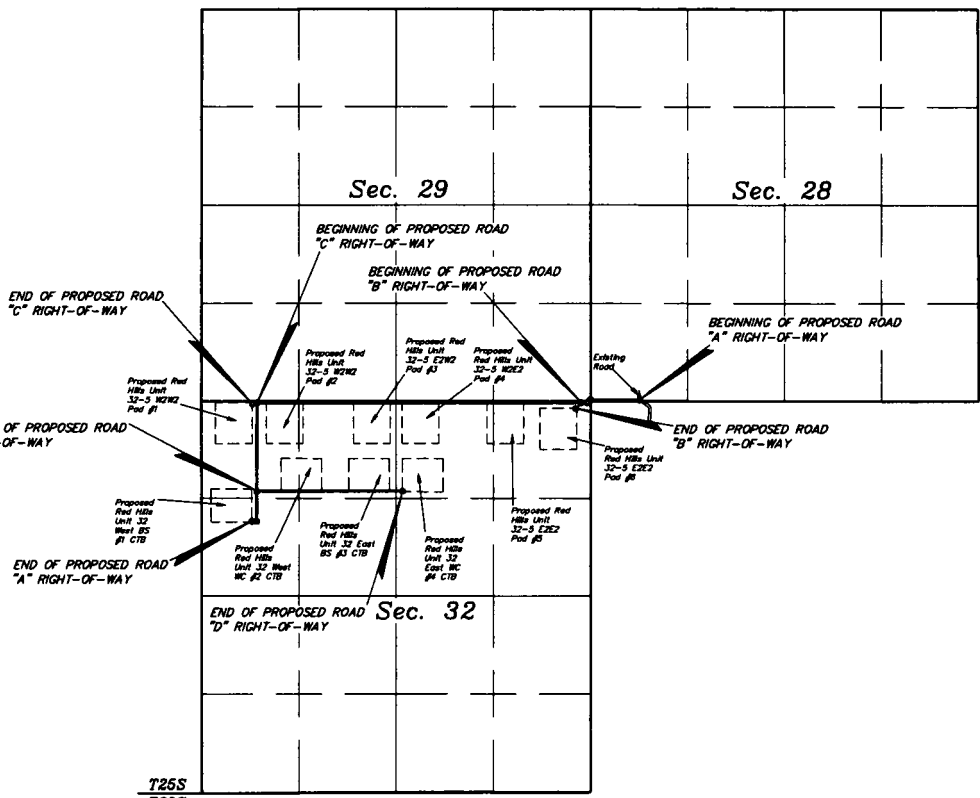 Sec. 29
Sec. 28
BEGINNING OF PROPOSED ROAD
"C" RIGHT-OF-WAY
BEGINNING OF PROPOSED ROAD
"B" RIGHT-OF-WAY
END OF PROPOSED ROAD
"C" RIGHT-OF-WAY
BEGINNING OF PROPOSED ROAD
"A" RIGHT-OF-WAY
Existing
Road
Proposed Red
Hills Unit
32-5 W2W2
Pad #1
Proposed Red
Hills Unit
32-5 W2W2
Pad #2
Proposed Red
Hills Unit
32-5 E2W2
Pad #3
Proposed
Red Hills Unit
32-5 W2E2
Pad #4
OF PROPOSED ROAD
-OF-WAY
END OF PROPOSED ROAD
"B" RIGHT-OF-WAY
Proposed
Red Hills Unit
32-5 E2E2
Pad #6
Proposed Red
Hills Unit
32-5 E2E2
Pad #5
Proposed
Red Hills
Unit 32
West BS
#1 CTB
Proposed
Red Hills
Unit 32 West
WC #2 CTB
Proposed
Red Hills
Unit 32 East
BS #3 CTB
Proposed
Red Hills
Unit 32
East WC
#4 CTB
END OF PROPOSED ROAD
"A" RIGHT-OF-WAY
END OF PROPOSED ROAD
"D" RIGHT-OF-WAY
Sec. 32
T25S